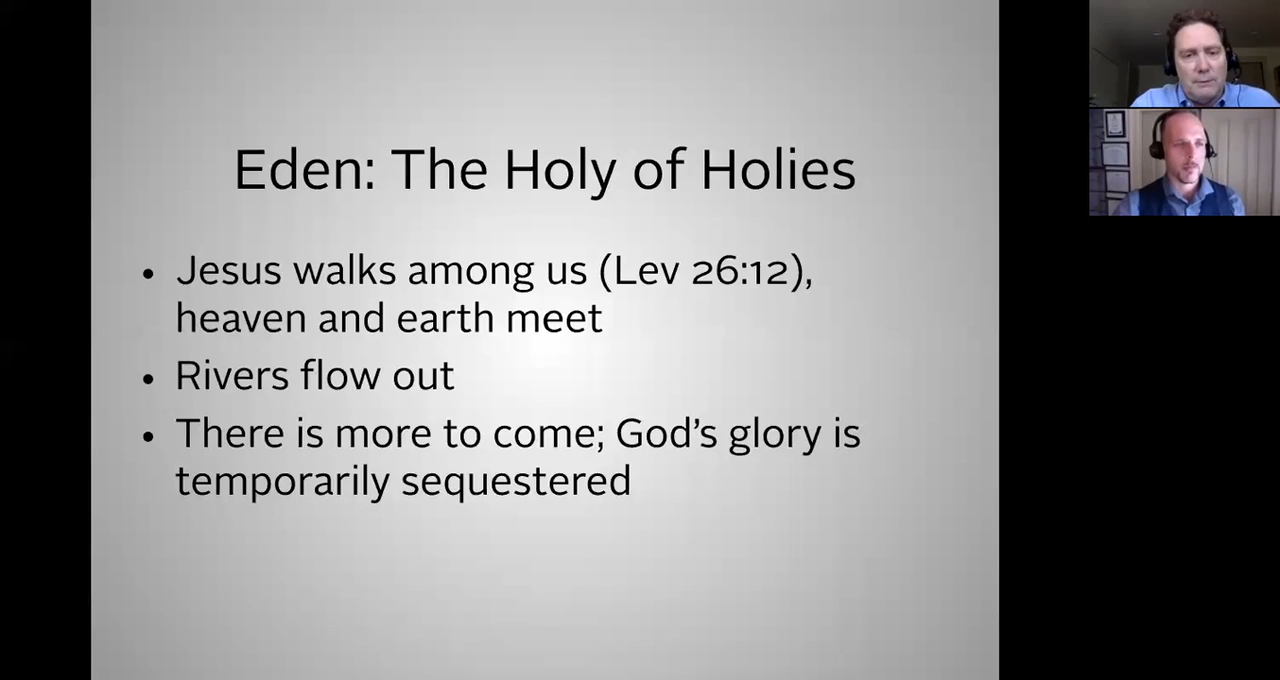 Eden: The Holy of Holies
• Jesus walks among us (Lev 26:12),
heaven and earth meet
• Rivers flow out
• There is more to come; God’s glory is
temporarily sequestered